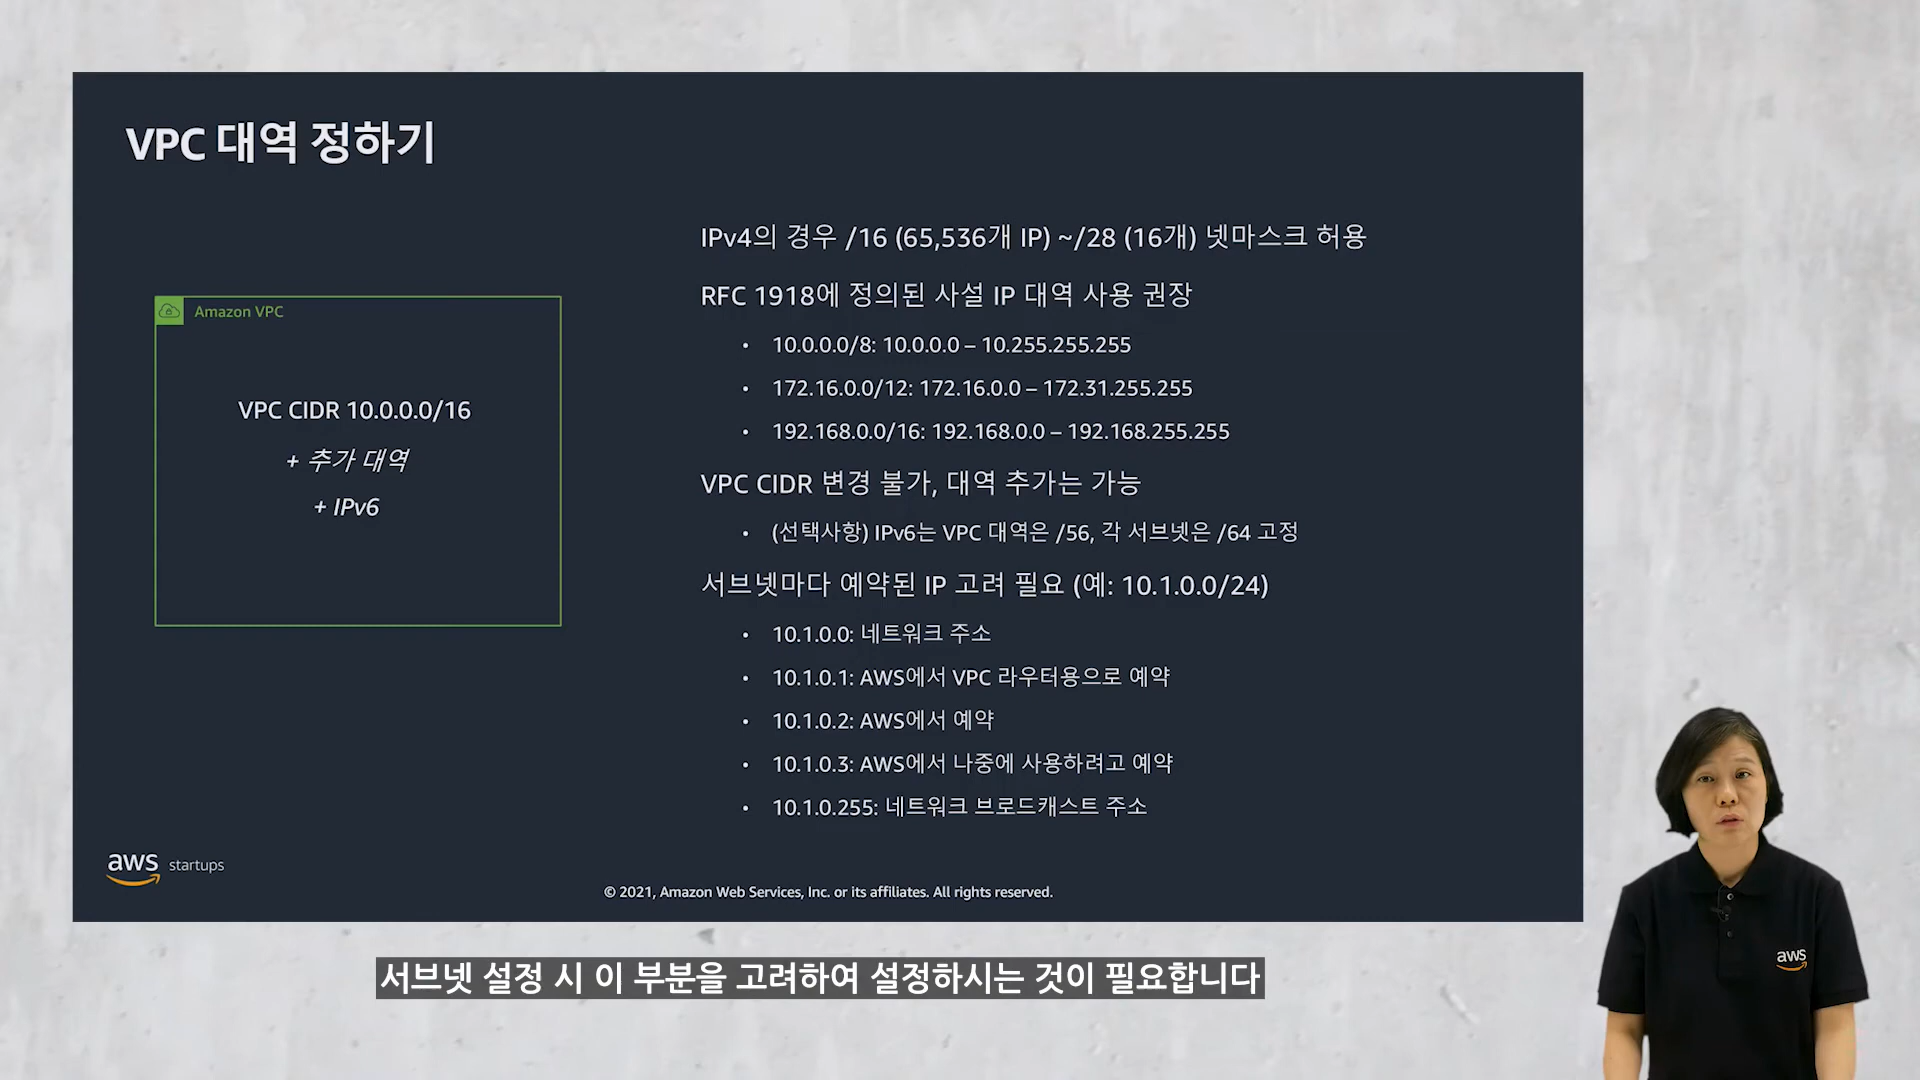 VPC 대역 정하기
Amazon VPC
VPC CIDR 10.0.0.0/16
+ 추가 대역
+ IPv6
IPv4의 경우 /16 (65,536개 IP) ~/28 (16개) 넷마스크 허용
RFC 1918에 정의된 사설 IP 대역 사용 권장
• 10.0.0.0/8: 10.0.0.0 – 10.255.255.255
• 172.16.0.0/12: 172.16.0.0 – 172.31.255.255
• 192.168.0.0/16: 192.168.0.0 – 192.168.255.255
VPC CIDR 변경 불가, 대역 추가는 가능
• (선택사항) IPv6는 VPC 대역은 /56, 각 서브넷은 /64 고정
서브넷마다 예약된 IP 고려 필요 (예: 10.1.0.0/24)
• 10.1.0.0: 네트워크 주소
• 10.1.0.1: AWS에서 VPC 라우터용으로 예약
• 10.1.0.2: AWS에서 예약
• 10.1.0.3: AWS에서 나중에 사용하려고 예약
• 10.1.0.255: 네트워크 브로드캐스트 주소
aws startups
© 2021, Amazon Web Services, Inc. or its affiliates. All rights reserved.
aws
서브넷 설정 시 이 부분을 고려하여 설정하시는 것이 필요합니다